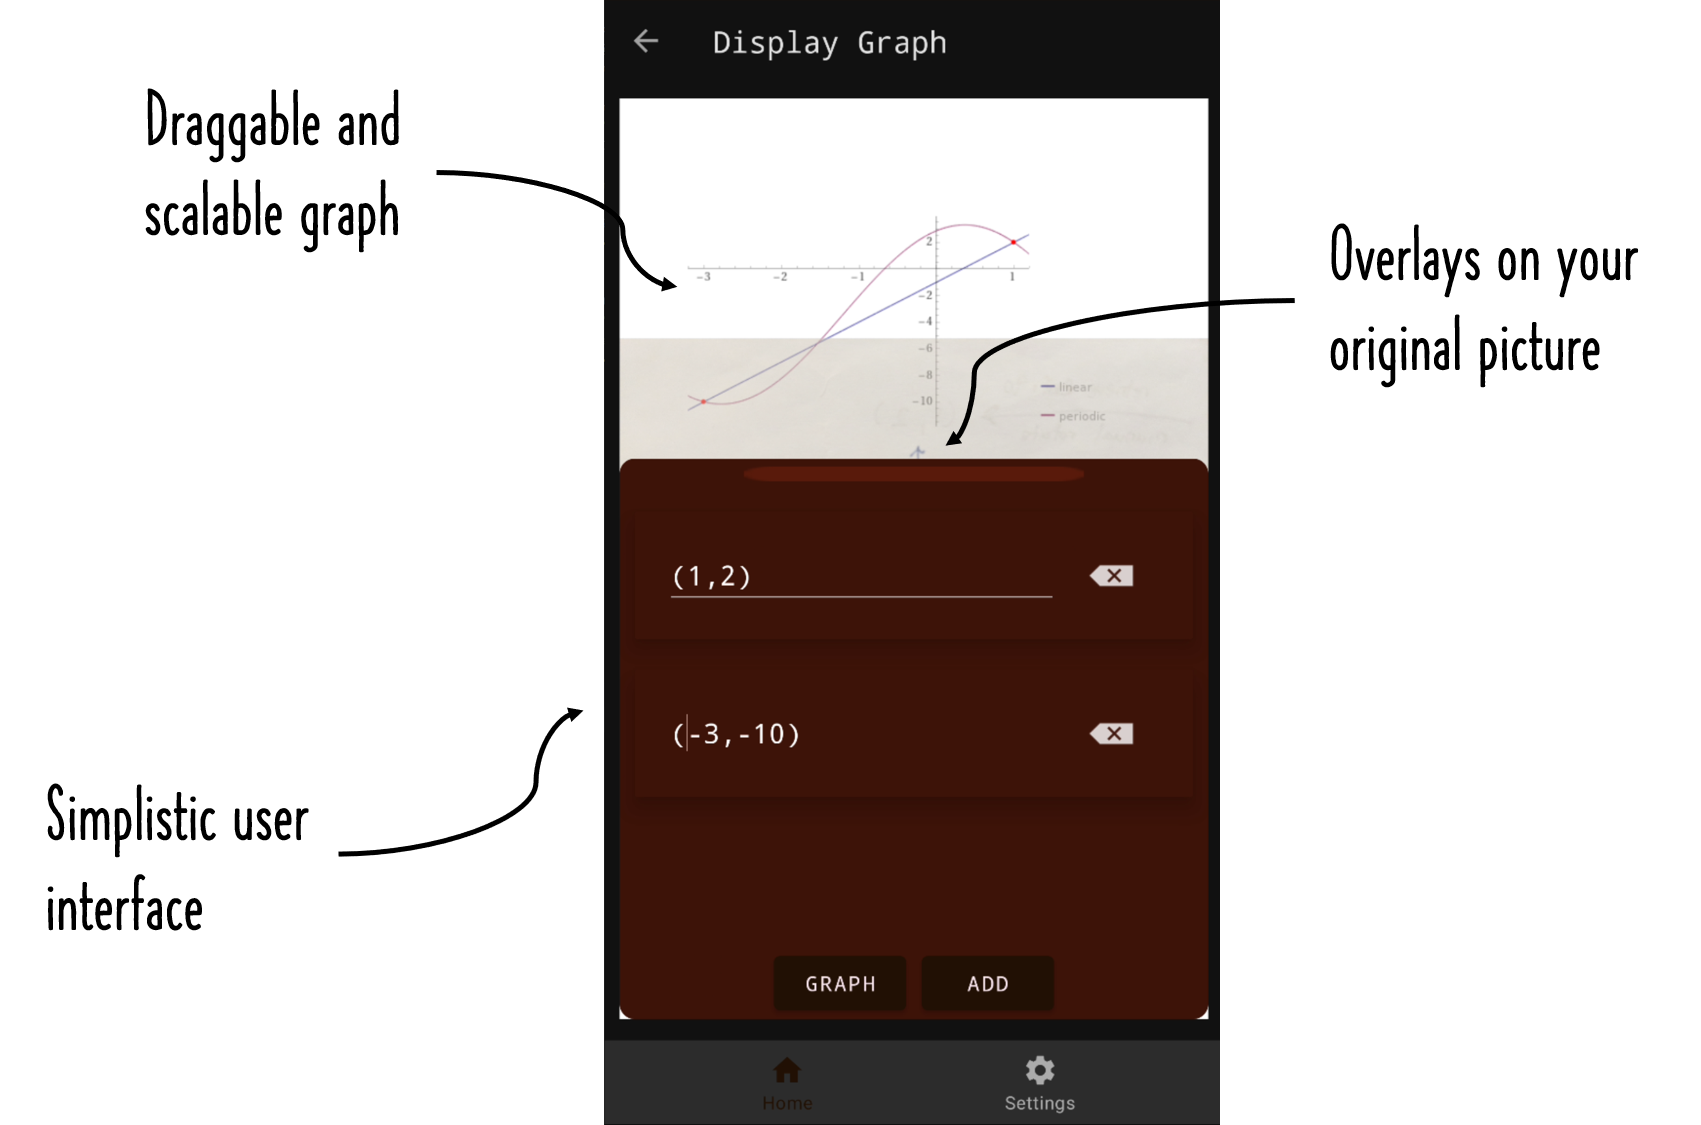 Display Graph
Draggable and
scalable graph
Overlays on your
original picture
2
-3 -2 -1 1
-2
-4
-6
-8
-10
linear
periodic
(1,2)
(-3,-10)
Simplistic user
interface
GRAPH ADD
Home Settings